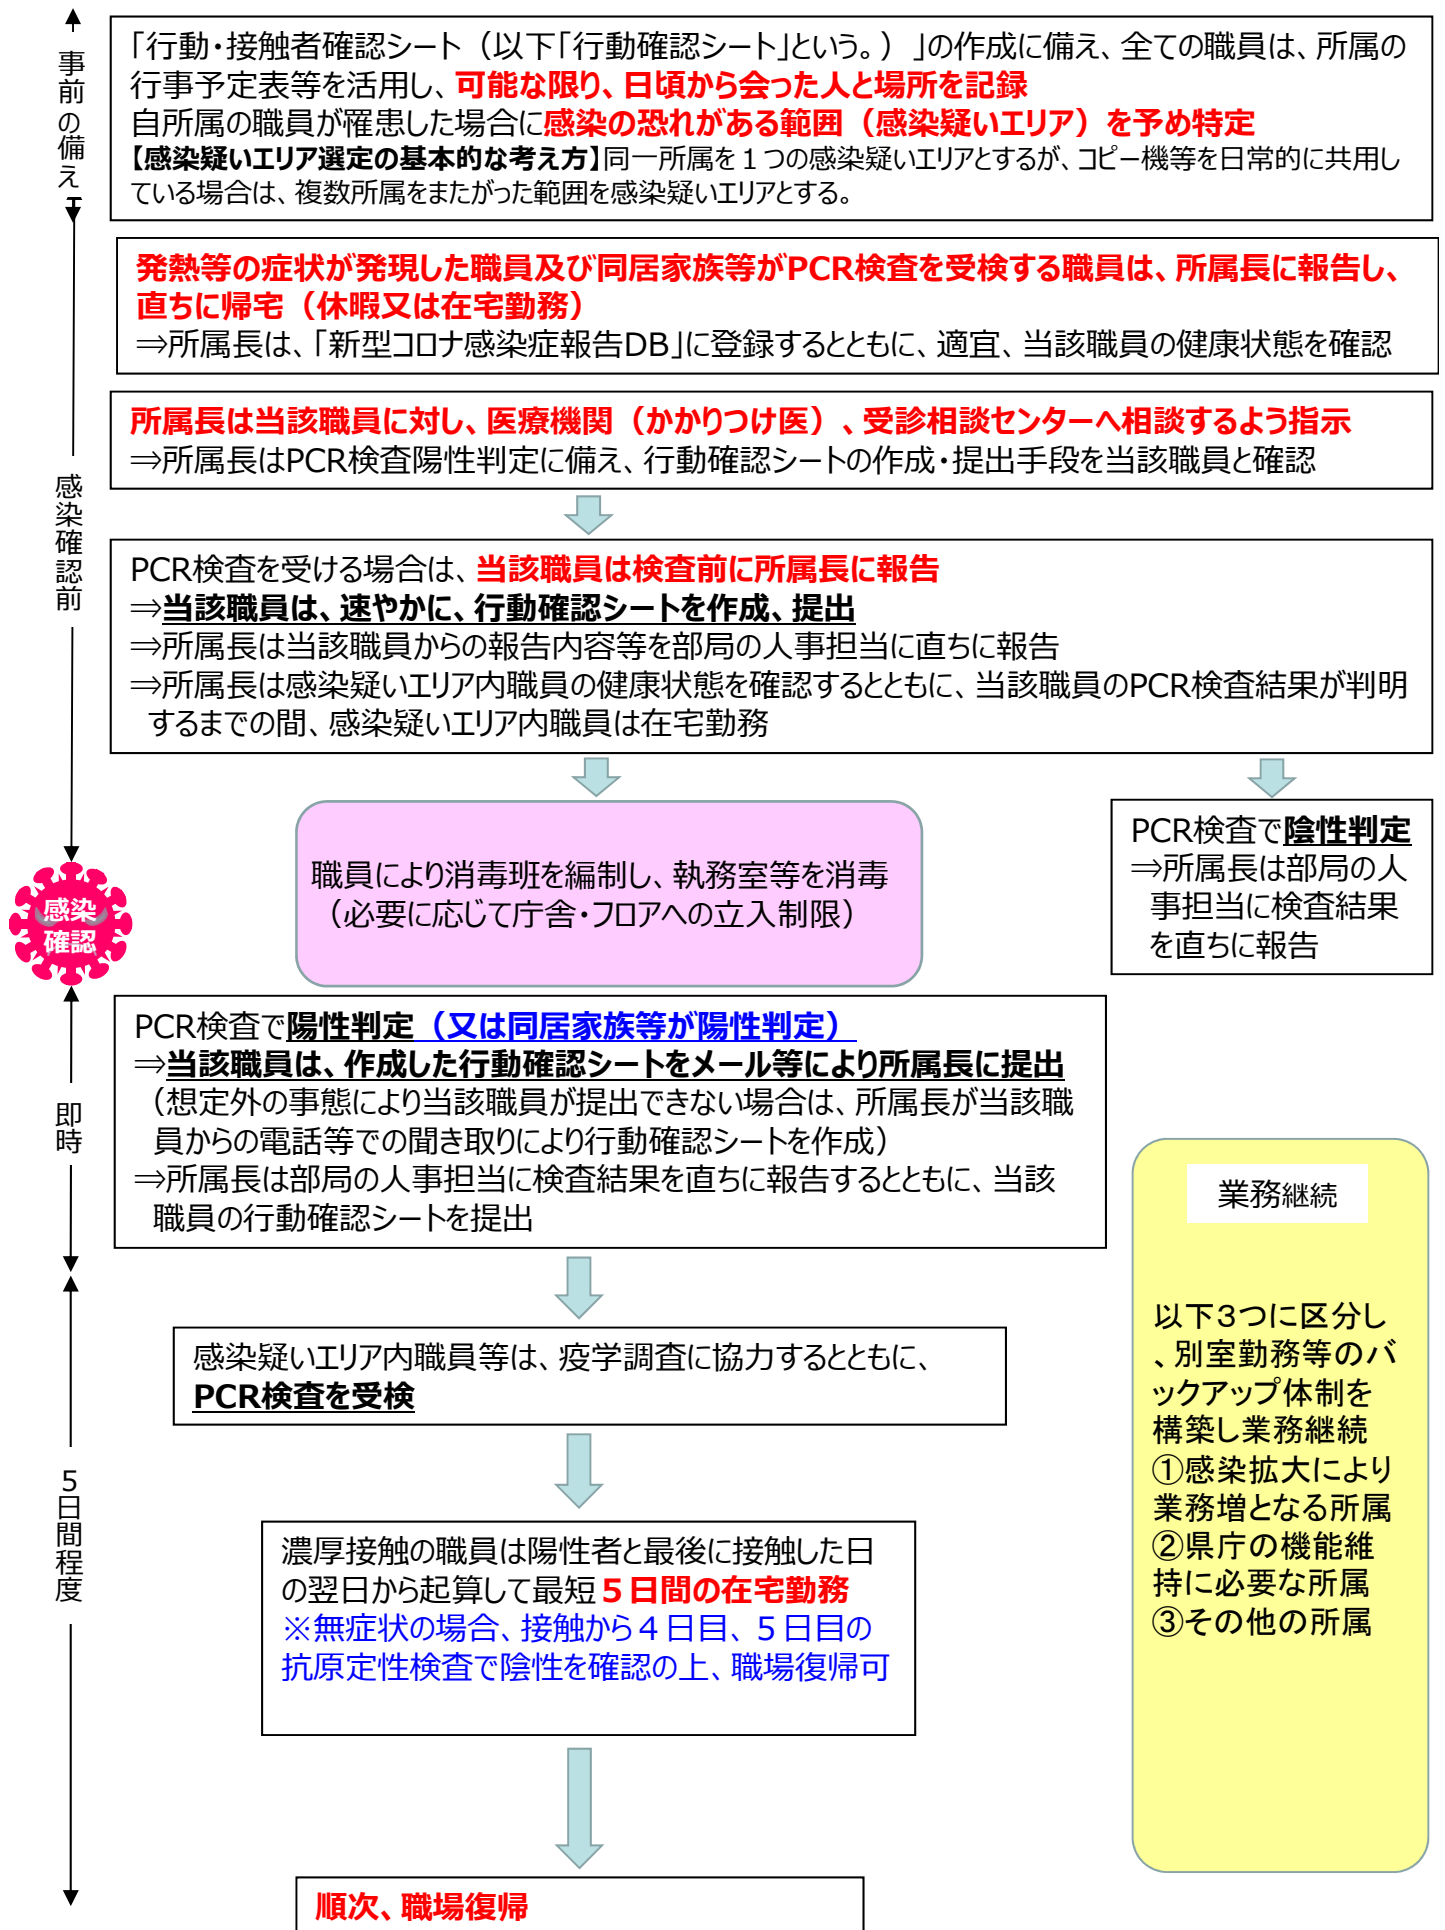 事前の備え
「行動・接触者確認シート（以下「行動確認シート」という。）」の作成に備え、全ての職員は、所属の
行事予定表等を活用し、可能な限り、日頃から会った人と場所を記録
自所属の職員が罹患した場合に感染の恐れがある範囲（感染疑いエリア）を予め特定
【感染疑いエリア選定の基本的な考え方】同一所属を１つの感染疑いエリアとするが、コピー機等を日常的に共用し
ている場合は、複数所属をまたがった範囲を感染疑いエリアとする。
感染確認前
発熱等の症状が発現した職員及び同居家族等がPCR検査を受検する職員は、所属長に報告し、
直ちに帰宅（休暇又は在宅勤務）
⇒所属長は、「新型コロナ感染症報告DB」に登録するとともに、適宜、当該職員の健康状態を確認
所属長は当該職員に対し、医療機関（かかりつけ医）、受診相談センターへ相談するよう指示
⇒所属長はPCR検査陽性判定に備え、行動確認シートの作成・提出手段を当該職員と確認
PCR検査を受ける場合は、当該職員は検査前に所属長に報告
⇒当該職員は、速やかに、行動確認シートを作成、提出
⇒所属長は当該職員からの報告内容等を部局の人事担当に直ちに報告
⇒所属長は感染疑いエリア内職員の健康状態を確認するとともに、当該職員のPCR検査結果が判明
するまでの間、感染疑いエリア内職員は在宅勤務
職員により消毒班を編制し、執務室等を消毒
（必要に応じて庁舎・フロアへの立入制限）
PCR検査で陰性判定
⇒所属長は部局の人
事担当に検査結果
を直ちに報告
感染
確認
即時
PCR検査で陽性判定（又は同居家族等が陽性判定）
⇒当該職員は、作成した行動確認シートをメール等により所属長に提出
（想定外の事態により当該職員が提出できない場合は、所属長が当該職
員からの電話等での聞き取りにより行動確認シートを作成）
⇒所属長は部局の人事担当に検査結果を直ちに報告するとともに、当該
職員の行動確認シートを提出
５日間程度
感染疑いエリア内職員等は、疫学調査に協力するとともに、
PCR検査を受検
濃厚接触の職員は陽性者と最後に接触した日
の翌日から起算して最短５日間の在宅勤務
※無症状の場合、接触から４日目、５日目の
抗原定性検査で陰性を確認の上、職場復帰可
順次、職場復帰
業務継続
以下３つに区分し
、別室勤務等のバ
ックアップ体制を
構築し業務継続
①感染拡大により
業務増となる所属
②県庁の機能維
持に必要な所属
③その他の所属